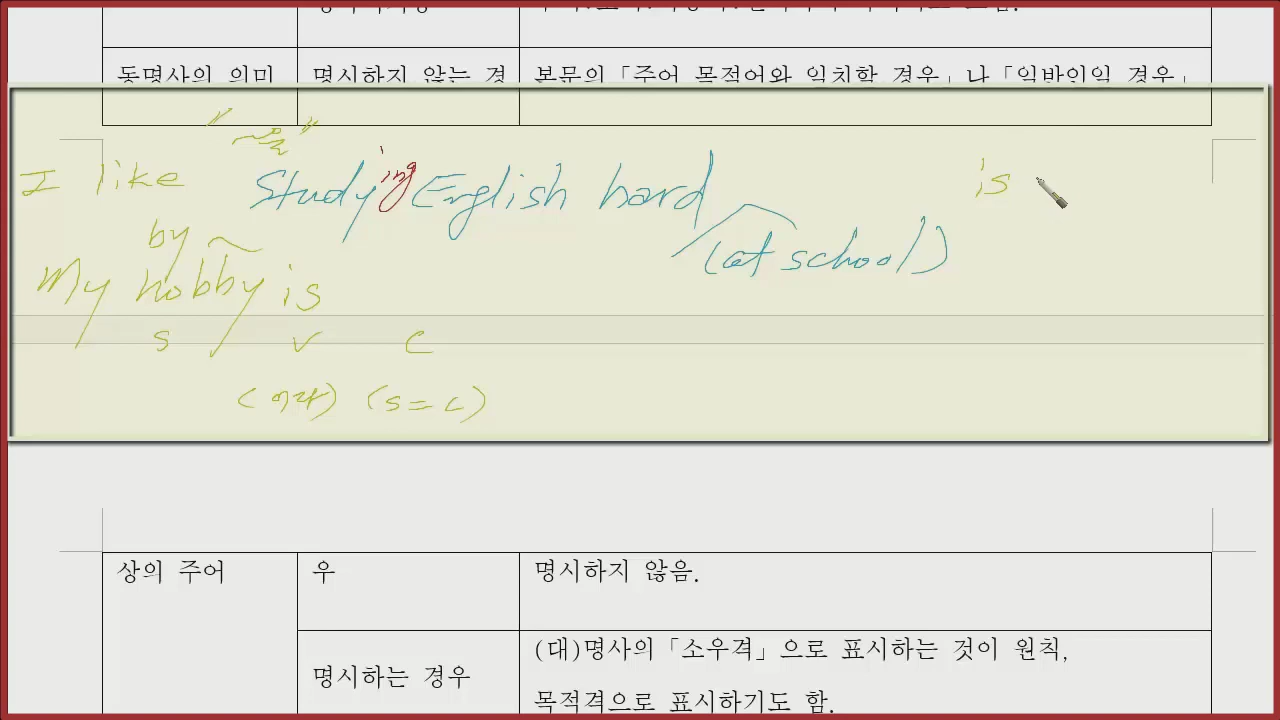 동명사의 의미 명시하지 않는 경 본문의「주어 목적어와 일치할 경우」나「일반인일 경우」
"~을"
I like Studying English hard is
by (at school)
My hobby is
s v c
(이다) (s=c)
상의 주어 우 명시하지 않음.
명시하는 경우 (대)명사의「소우격」으로 표시하는 것이 원칙,
목적격으로 표시하기도 함.